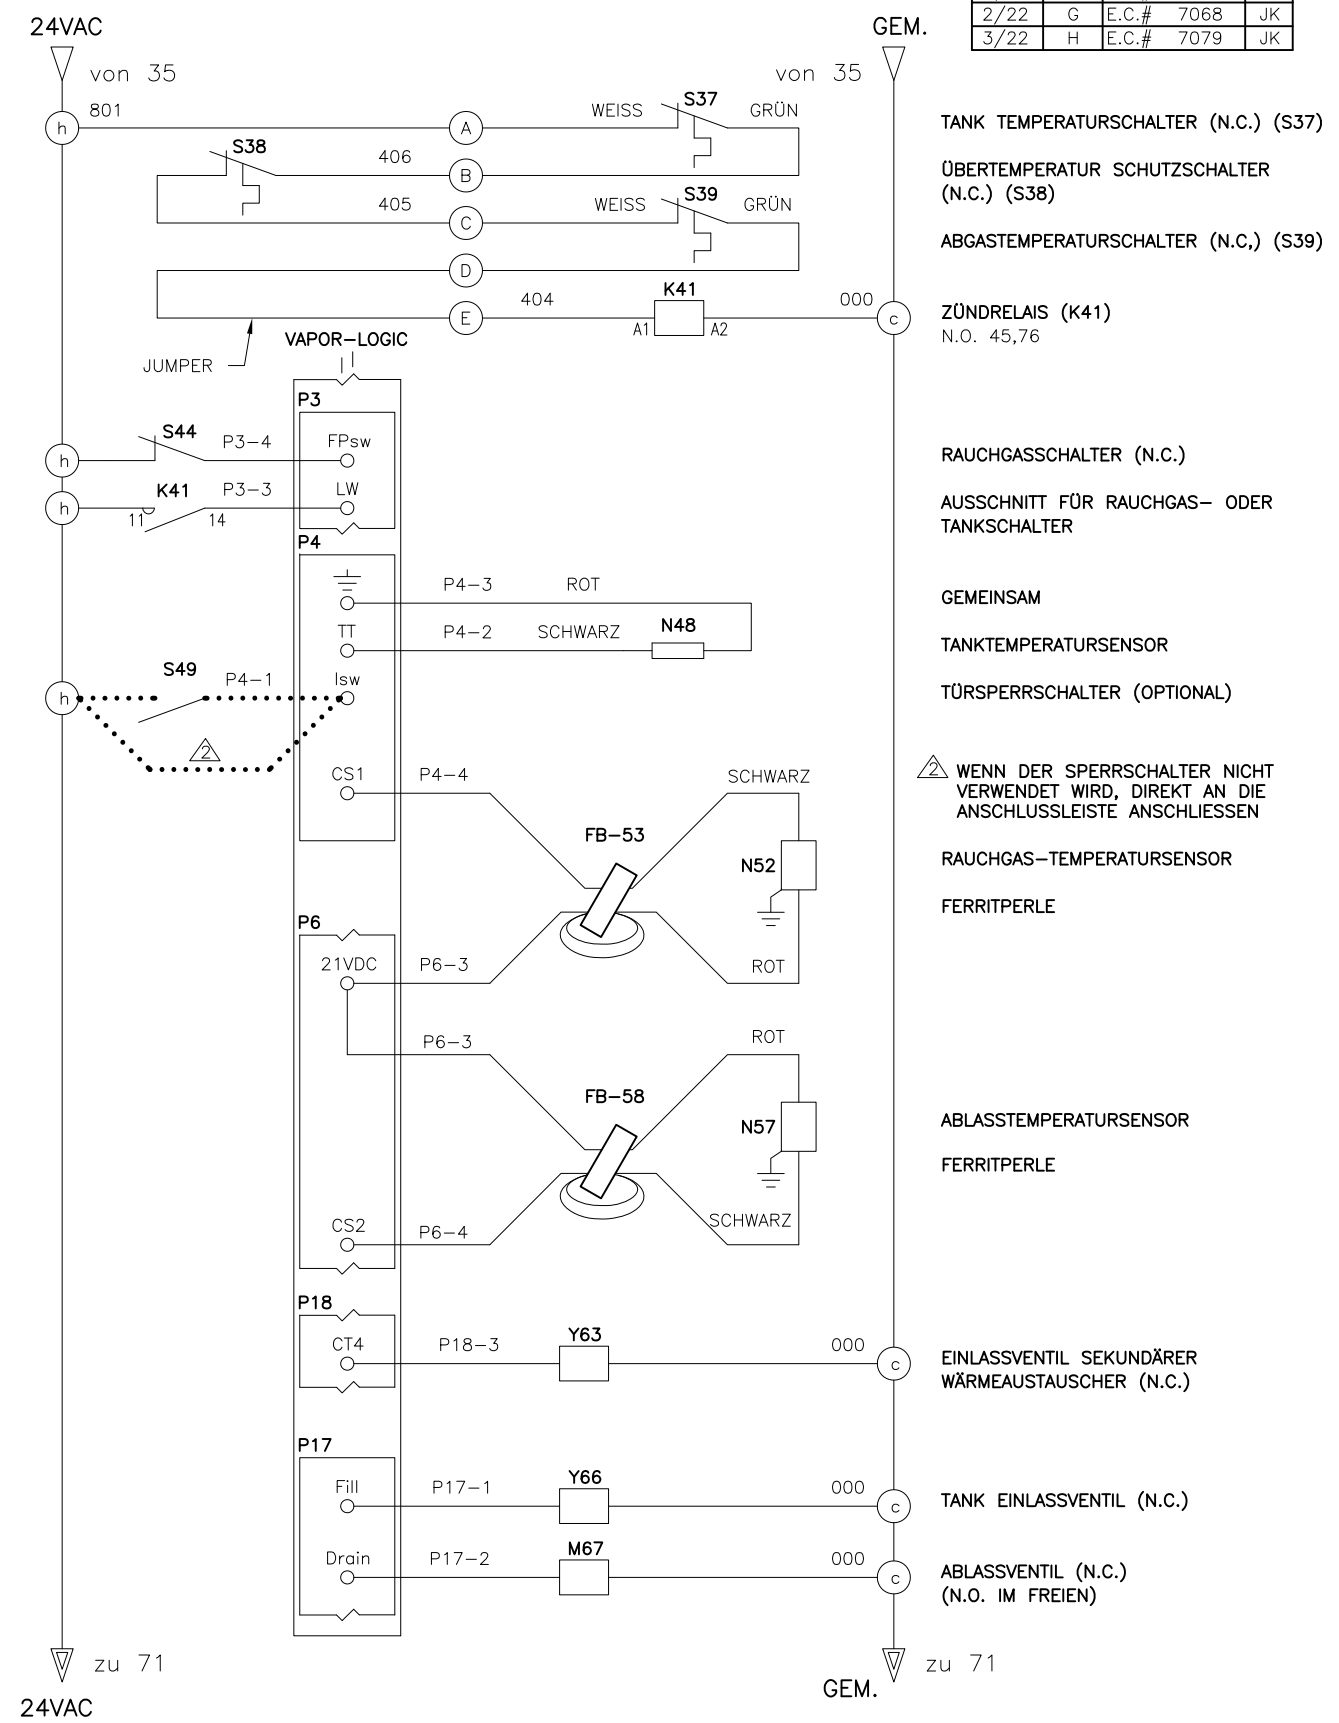 2/22 G E.C.# 7068 JK
3/22 H E.C.# 7079 JK
24VAC
GEM.
von 35
von 35
h 801 A WEISS S37 GRÜN
TANK TEMPERATURSCHALTER (N.C.) (S37)
S38 406 B
ÜBERTEMPERATUR SCHUTZSCHALTER
(N.C.) (S38)
405 C WEISS S39 GRÜN
ABGASTEMPERATURSCHALTER (N.C,) (S39)
D
E 404 K41 A1 A2 000 c
ZÜNDRELAIS (K41)
N.O. 45,76
JUMPER
VAPOR-LOGIC
P3
h S44 P3-4 FPsw
RAUCHGASSCHALTER (N.C.)
h K41 11 14 P3-3 LW
AUSSCHNITT FÜR RAUCHGAS- ODER
TANKSCHALTER
P4
P4-3 ROT
GEMEINSAM
TT P4-2 SCHWARZ N48
TANKTEMPERATURSENSOR
h S49 P4-1 Isw
TÜRSPERRSCHALTER (OPTIONAL)
2
2 WENN DER SPERRSCHALTER NICHT
VERWENDET WIRD, DIREKT AN DIE
ANSCHLUSSLEISTE ANSCHLIESSEN
CS1 P4-4 SCHWARZ
FB-53
N52
RAUCHGAS-TEMPERATURSENSOR
FERRITPERLE
P6
21VDC P6-3 ROT
P6-3 ROT
FB-58
N57
ABLASSTEMPERATURSENSOR
FERRITPERLE
CS2 P6-4 SCHWARZ
P18
CT4 P18-3 Y63 000 c
EINLASSVENTIL SEKUNDÄRER
WÄRMEAUSTAUSCHER (N.C.)
P17
Fill P17-1 Y66 000 c
TANK EINLASSVENTIL (N.C.)
Drain P17-2 M67 000 c
ABLASSVENTIL (N.C.)
(N.O. IM FREIEN)
zu 71
zu 71
24VAC
GEM.